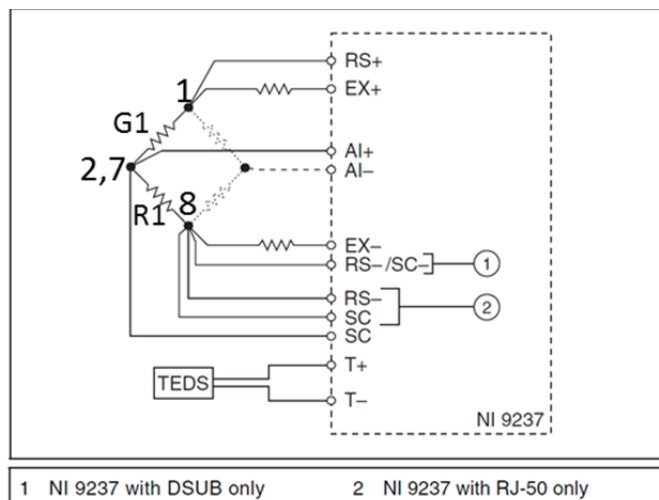 RS+
1
EX+
G1
AI+
2,7
AI–
R1
8
EX–
RS–/SC–
1
RS–
2
SC
SC
T+
TEDS
T–
NI 9237
1 NI 9237 with DSUB only 2 NI 9237 with RJ-50 only